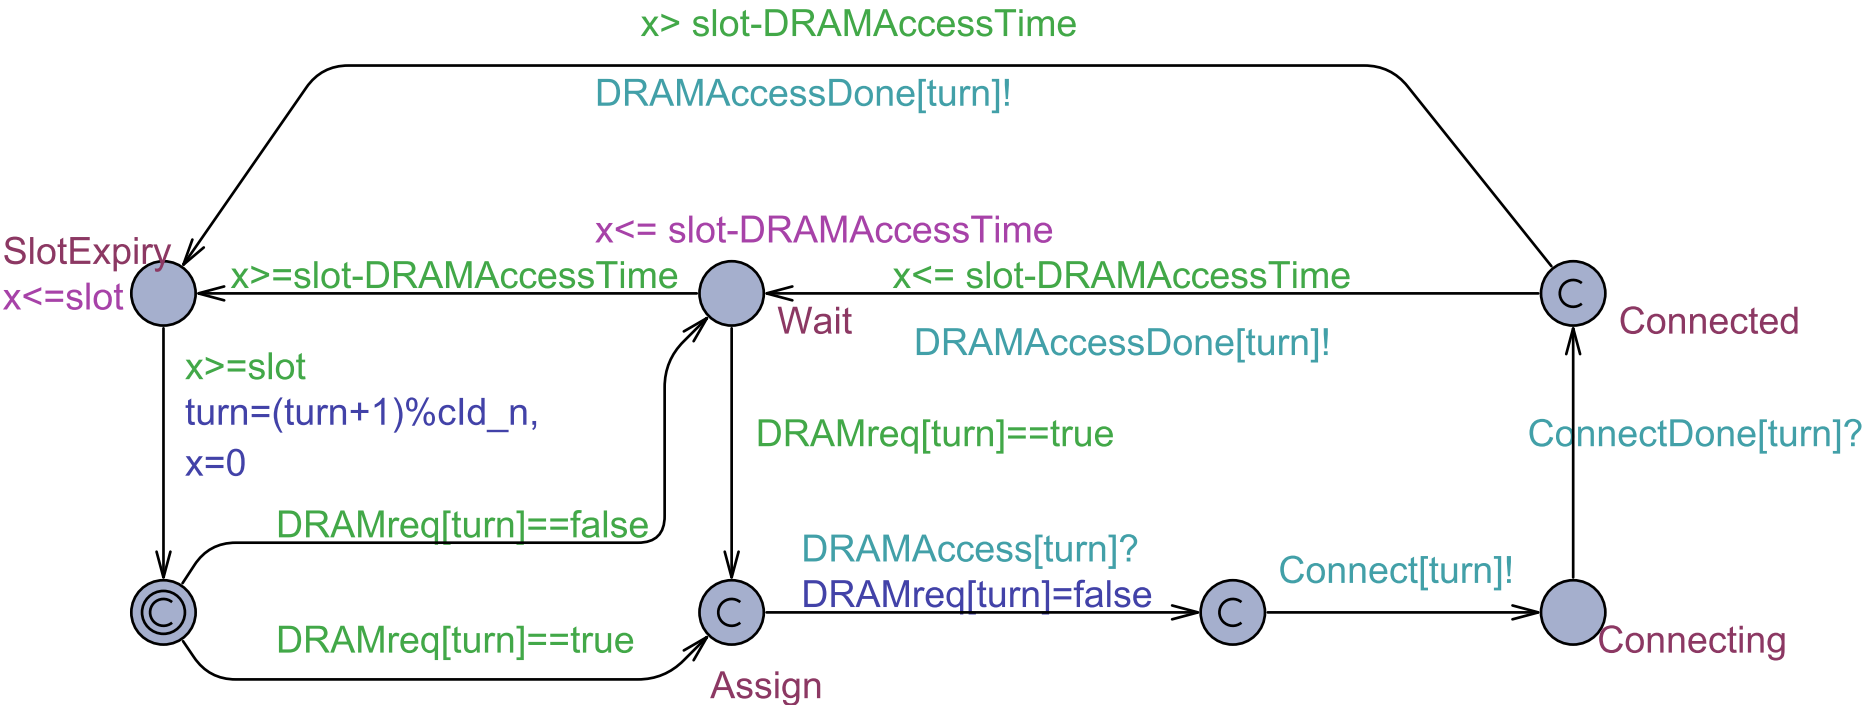 x> slot-DRAMAccessTime
DRAMAccessDone[turn]!
x<= slot-DRAMAccessTime
SlotExpiry
x<=slot
x>=slot-DRAMAccessTime
x<= slot-DRAMAccessTime
Wait
C
Connected
DRAMAccessDone[turn]!
x>=slot
turn=(turn+1)%cId_n,
x=0
DRAMreq[turn]==true
ConnectDone[turn]?
DRAMreq[turn]==false
DRAMAccess[turn]?
DRAMreq[turn]=false
Connect[turn]!
C
C
C
DRAMreq[turn]==true
Connecting
Assign